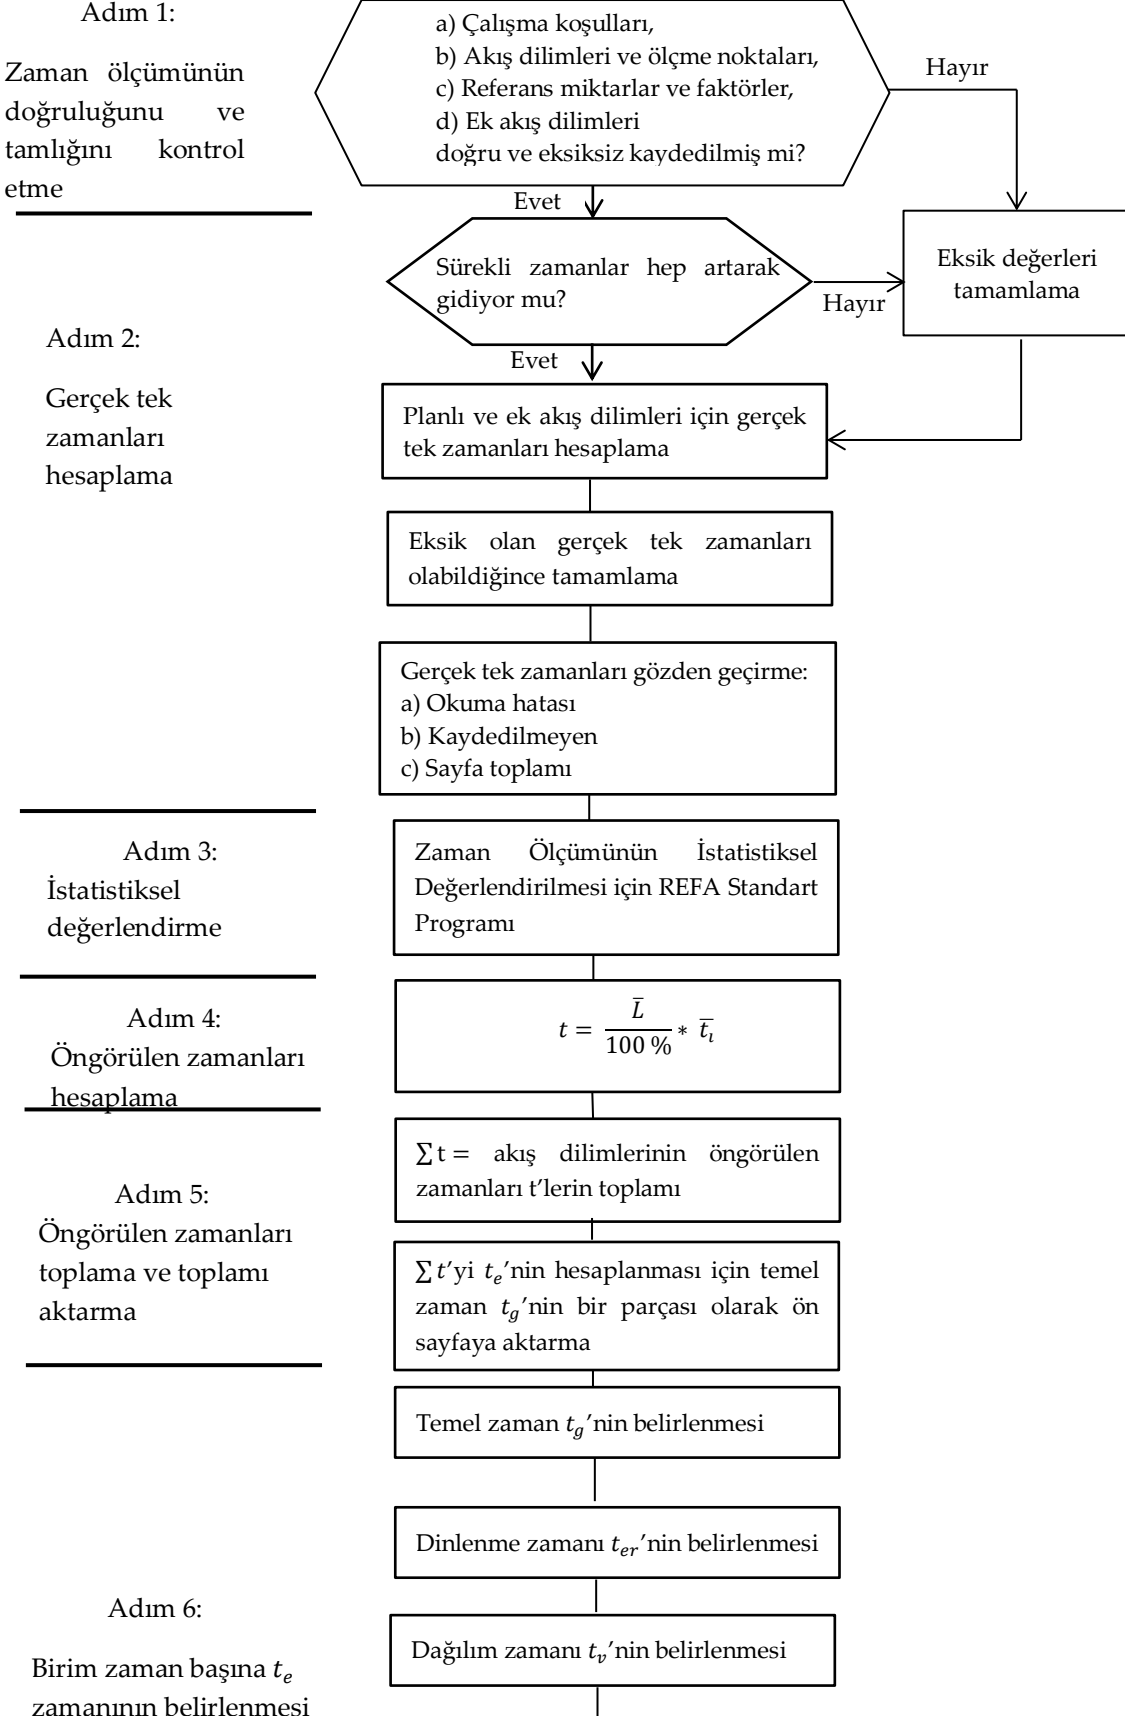 Adım 1:
Zaman ölçümünün
doğruluğunu ve
tamlığını kontrol
etme
a) Çalışma koşulları,
b) Akış dilimleri ve ölçme noktaları,
c) Referans miktarlar ve faktörler,
d) Ek akış dilimleri
doğru ve eksiksiz kaydedilmiş mi?
Hayır
Evet
Sürekli zamanlar hep artarak
gidiyor mu?
Hayır
Eksik değerleri
tamamlama
Evet
Adım 2:
Gerçek tek
zamanları
hesaplama
Planlı ve ek akış dilimleri için gerçek
tek zamanları hesaplama
Eksik olan gerçek tek zamanları
olabildiğince tamamlama
Gerçek tek zamanları gözden geçirme:
a) Okuma hatası
b) Kaydedilmeyen
c) Sayfa toplamı
Adım 3:
İstatistiksel
değerlendirme
Zaman Ölçümünün İstatistiksel
Değerlendirilmesi için REFA Standart
Programı
Adım 4:
Öngörülen zamanları
hesaplama
t = L̅ / 100 % * t̅ᵢ
Adım 5:
Öngörülen zamanları
toplama ve toplamı
aktarma
∑t = akış dilimlerinin öngörülen
zamanları t’lerin toplamı
∑t’yi t_e’nin hesaplanması için temel
zaman t_g’nin bir parçası olarak ön
sayfaya aktarma
Temel zaman t_g’nin belirlenmesi
Dinlenme zamanı t_er’nin belirlenmesi
Adım 6:
Birim zaman başına t_e
zamanının belirlenmesi
Dağılım zamanı t_v’nin belirlenmesi